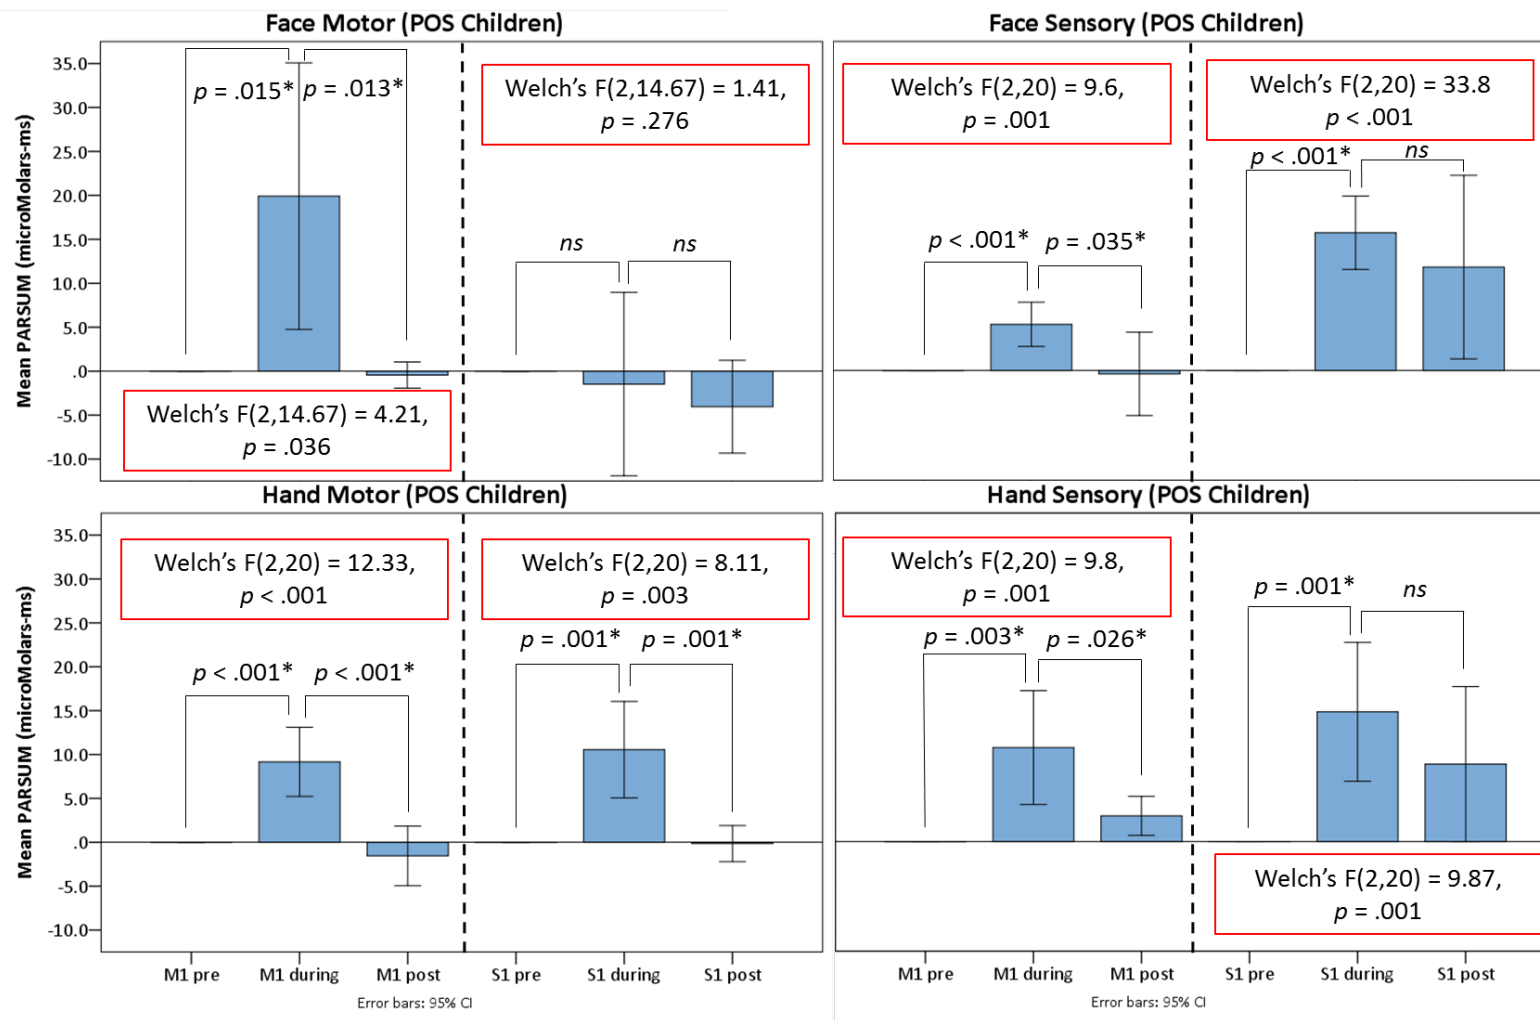 Face Motor (POS Children)
Mean PARSUM (microMolars-ms)
35.0
30.0
25.0
20.0
15.0
10.0
5.0
.0
-5.0
-10.0
p = .015*
p = .013*
Welch's F(2,14.67) = 4.21,
p = .036
Welch's F(2,14.67) = 1.41,
p = .276
ns
ns
Face Sensory (POS Children)
Welch's F(2,20) = 9.6,
p = .001
p < .001*
p = .035*
Welch's F(2,20) = 33.8
p < .001
p < .001*
ns
Hand Motor (POS Children)
Mean PARSUM (microMolars-ms)
35.0
30.0
25.0
20.0
15.0
10.0
5.0
.0
-5.0
-10.0
Welch's F(2,20) = 12.33,
p < .001
p < .001*
p < .001*
Welch's F(2,20) = 8.11,
p = .003
p = .001*
p = .001*
M1 pre
M1 during
M1 post
S1 pre
S1 during
S1 post
Error bars: 95% CI
Hand Sensory (POS Children)
Welch's F(2,20) = 9.8,
p = .001
p = .003*
p = .026*
p = .001*
ns
Welch's F(2,20) = 9.87,
p = .001
M1 pre
M1 during
M1 post
S1 pre
S1 during
S1 post
Error bars: 95% CI